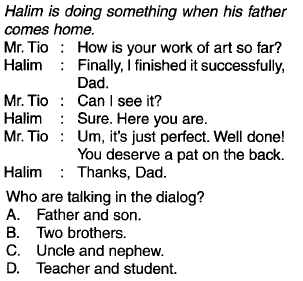 Halim is doing something when his father
comes home.
Mr. Tio : How is your work of art so far?
Halim : Finally, I finished it successfully,
Dad.
Mr. Tio : Can I see it?
Halim : Sure. Here you are.
Mr. Tio : Um, it's just perfect. Well done!
You deserve a pat on the back.
Halim : Thanks, Dad.
Who are talking in the dialog?
A. Father and son.
B. Two brothers.
C. Uncle and nephew.
D. Teacher and student.